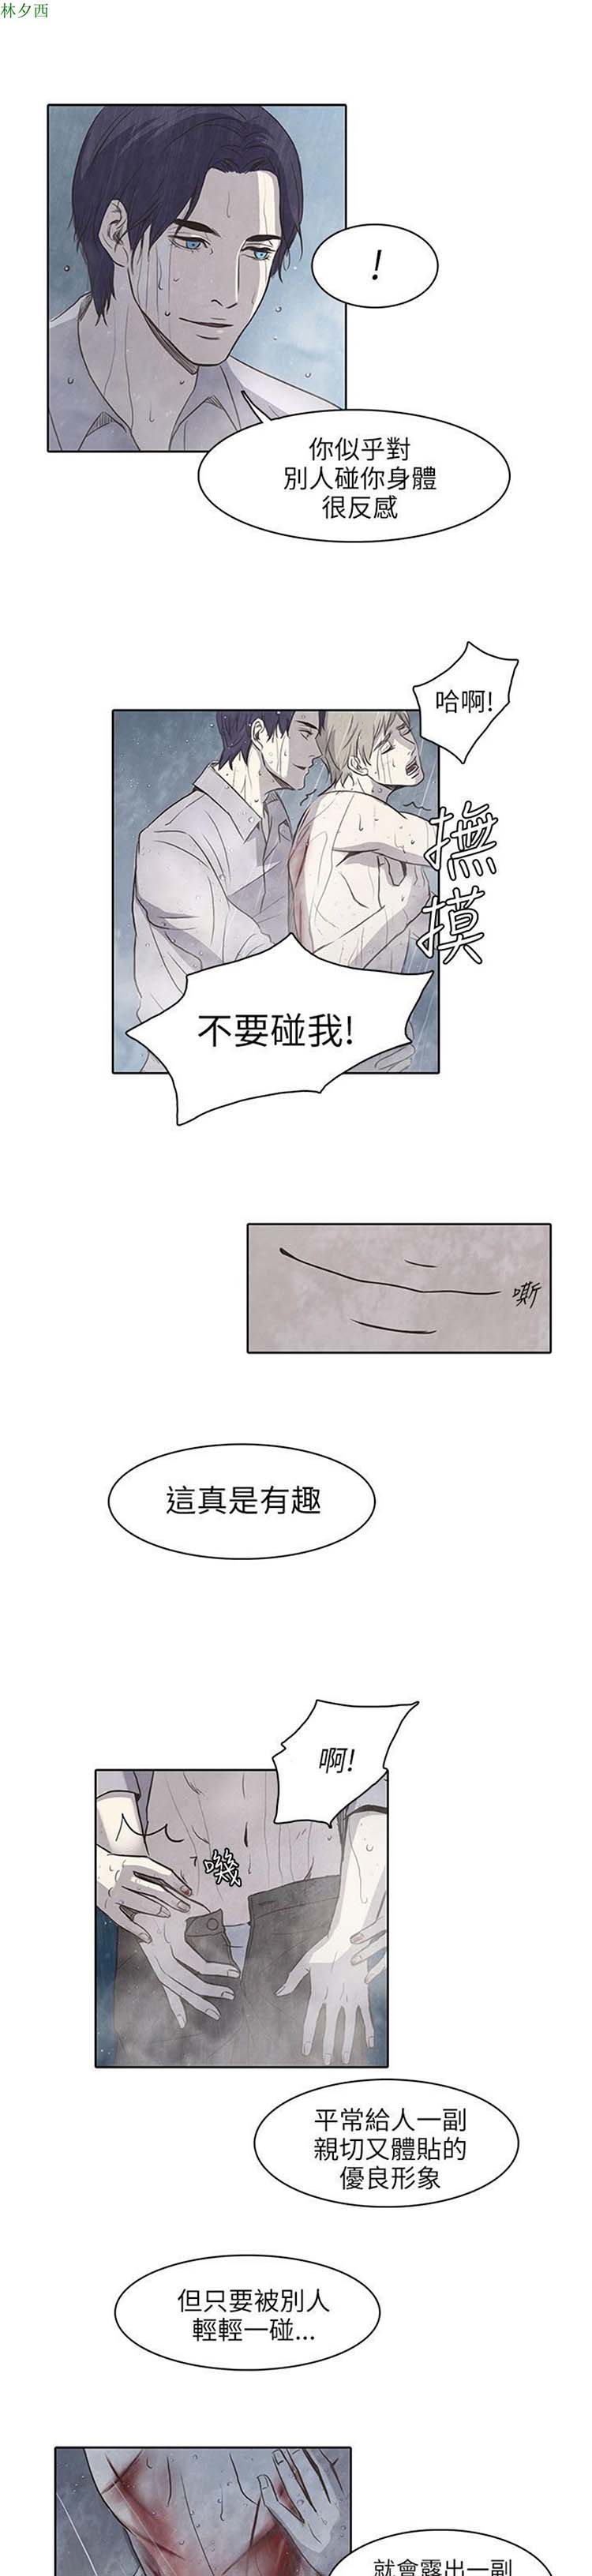 林夕西
!
你似乎對
別人碰你身體
很反感
哈啊!
撫
摸
不要碰我!
嘶
這真是有趣
啊!
嘰
平常給人一副
親切又體貼的
優良形象
但只要被別人
輕輕一碰...
就會露出一副